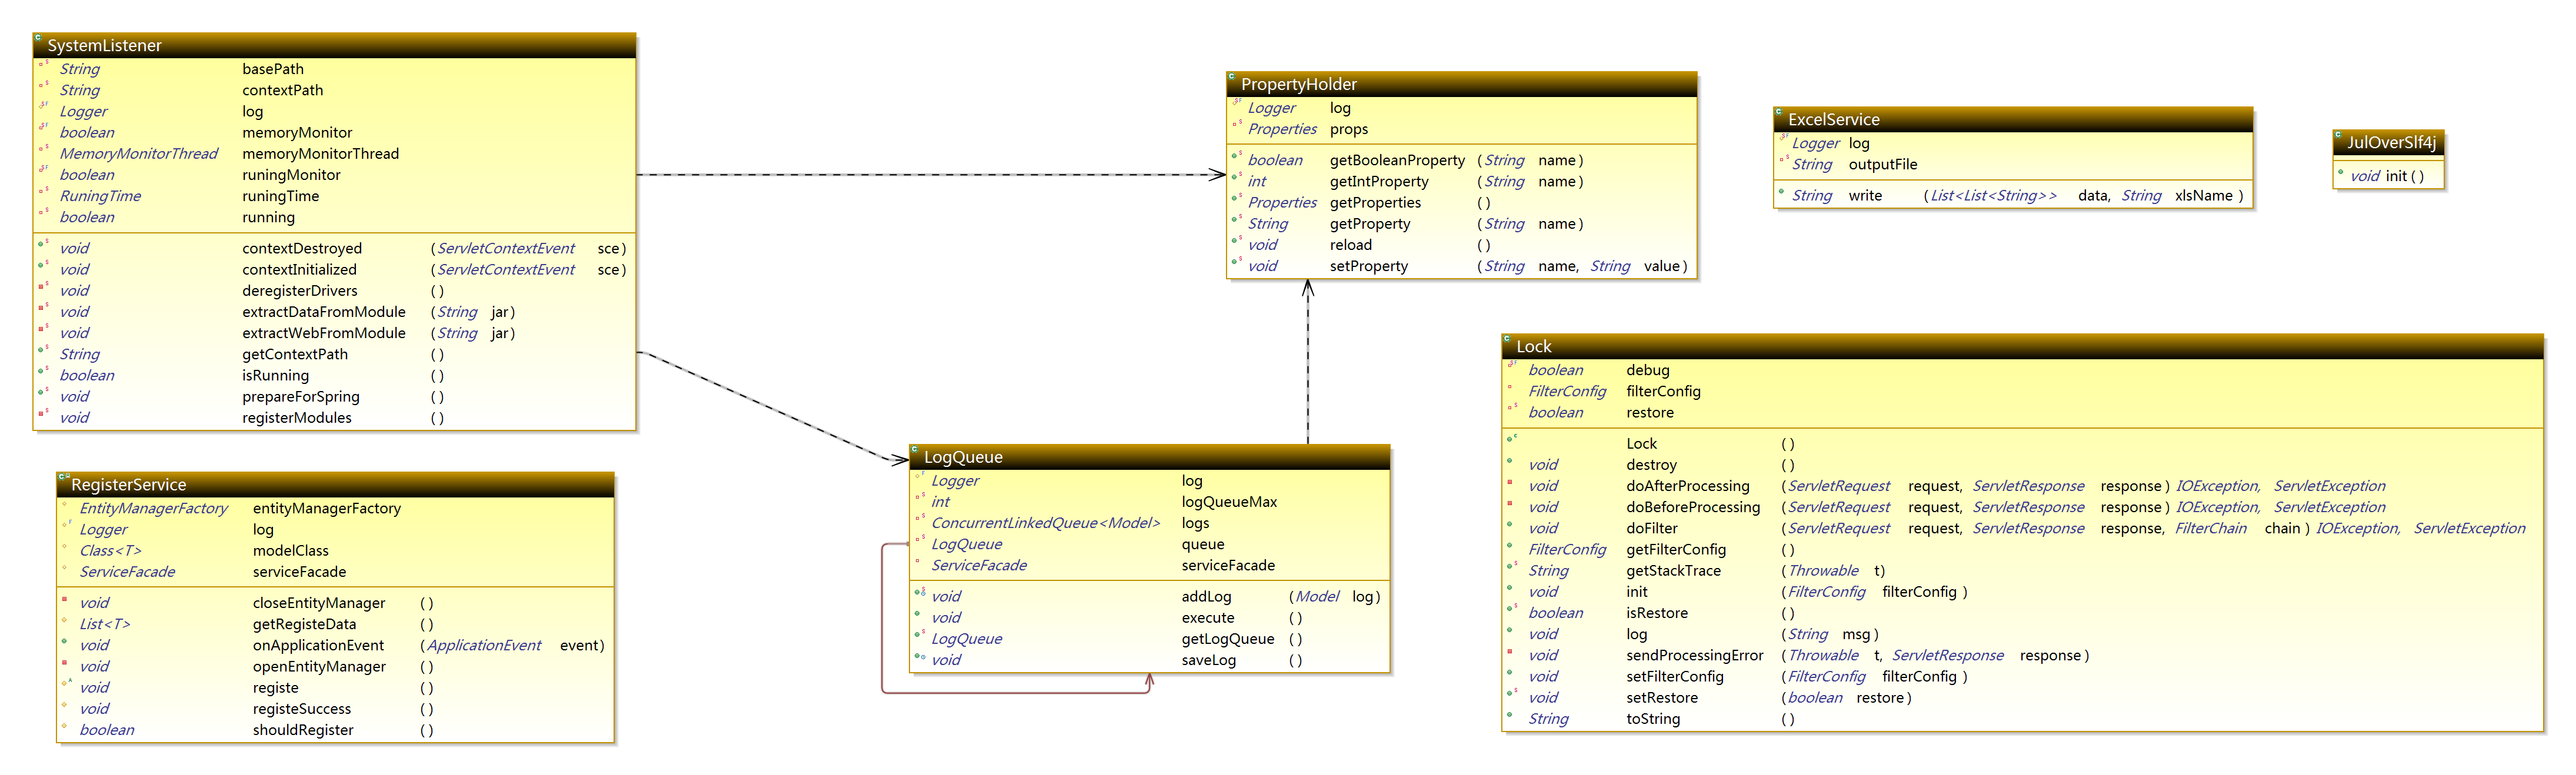 SystemListener
String basePath
String contextPath
Logger log
boolean memoryMonitor
MemoryMonitorThread memoryMonitorThread
boolean runingMonitor
RuningTime runingTime
boolean running
void contextDestroyed (ServletContextEvent sce)
void contextInitialized (ServletContextEvent sce)
void deregisterDrivers ()
void extractDataFromModule (String jar)
void extractWebFromModule (String jar)
String getContextPath ()
boolean isRunning ()
void prepareForSpring ()
void registerModules ()
RegisterService
EntityManagerFactory entityManagerFactory
Logger log
Class<T> modelClass
ServiceFacade serviceFacade
void closeEntityManager ()
List<T> getRegisteData ()
void onApplicationEvent (ApplicationEvent event)
void openEntityManager ()
void registe ()
void registeSuccess ()
boolean shouldRegister ()
PropertyHolder
Logger log
Properties props
boolean getBooleanProperty (String name)
int getIntProperty (String name)
Properties getProperties ()
String getProperty (String name)
void reload ()
void setProperty (String name, String value)
LogQueue
Logger log
int logQueueMax
ConcurrentLinkedQueue<Model> logs
LogQueue queue
ServiceFacade serviceFacade
void addLog (Model log)
void execute ()
LogQueue getLogQueue ()
void saveLog ()
ExcelService
Logger log
String outputFile
String write (List<List<String>> data, String xlsName)
JulOverSlf4j
void init ()
Lock
boolean debug
FilterConfig filterConfig
boolean restore
Lock ()
void destroy ()
void doAfterProcessing (ServletRequest request, ServletResponse response) IOException, ServletException
void doBeforeProcessing (ServletRequest request, ServletResponse response) IOException, ServletException
void doFilter (ServletRequest request, ServletResponse response, FilterChain chain) IOException, ServletException
FilterConfig getFilterConfig ()
String getStackTrace (Throwable t)
void init (FilterConfig filterConfig)
boolean isRestore ()
void log (String msg)
void sendProcessingError (Throwable t, ServletResponse response)
void setFilterConfig (FilterConfig filterConfig)
void setRestore (boolean restore)
String toString ()